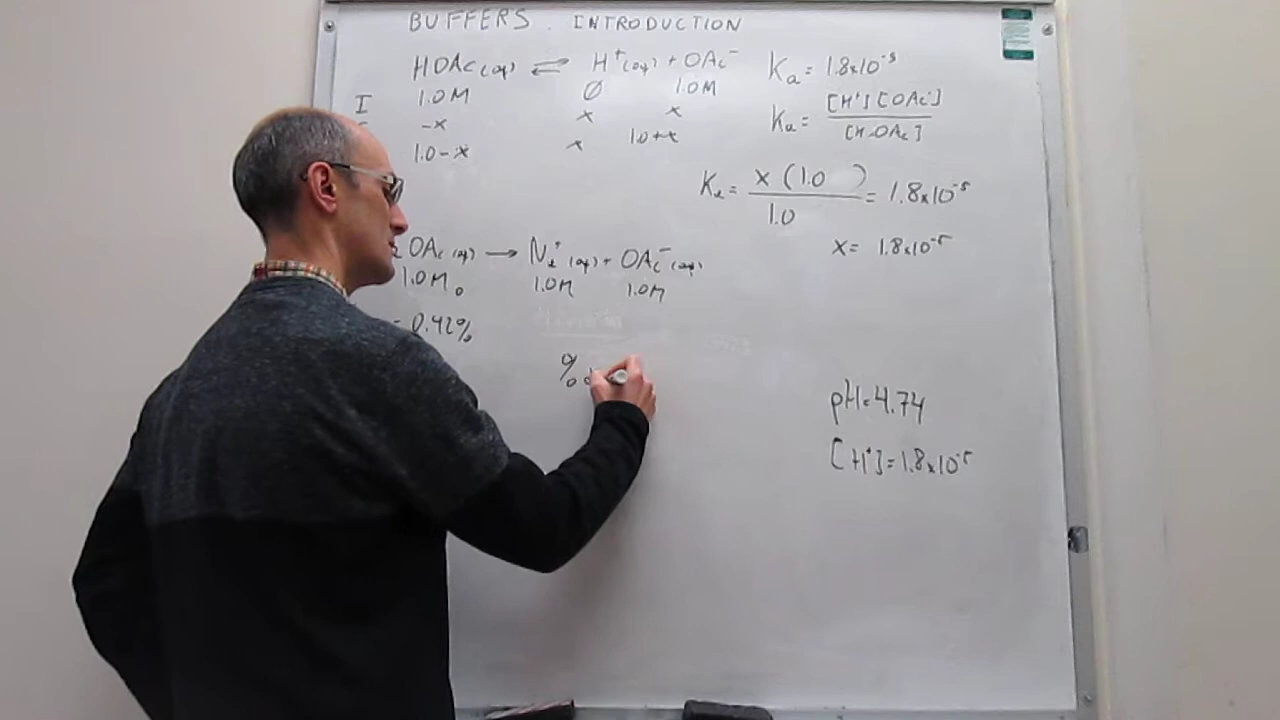 BUFFERS. INTRODUCTION
HOAc(aq) ⇌ H⁺(aq) + OAc⁻ Ka = 1.8x10⁻⁵
I 1.0M ∅ 1.0M Ka = [H⁺][OAc⁻] / [HOAc]
-x x x
1.0-x x 1.0+x
Ka = x(1.0 ) / 1.0 = 1.8x10⁻⁵
x = 1.8x10⁻⁵
OAc(aq) → Na⁺(aq) + OAc⁻(aq)
1.0M 1.0M 1.0M
= 0.42%
%
pH=4.74
[H⁺]=1.8x10⁻⁵